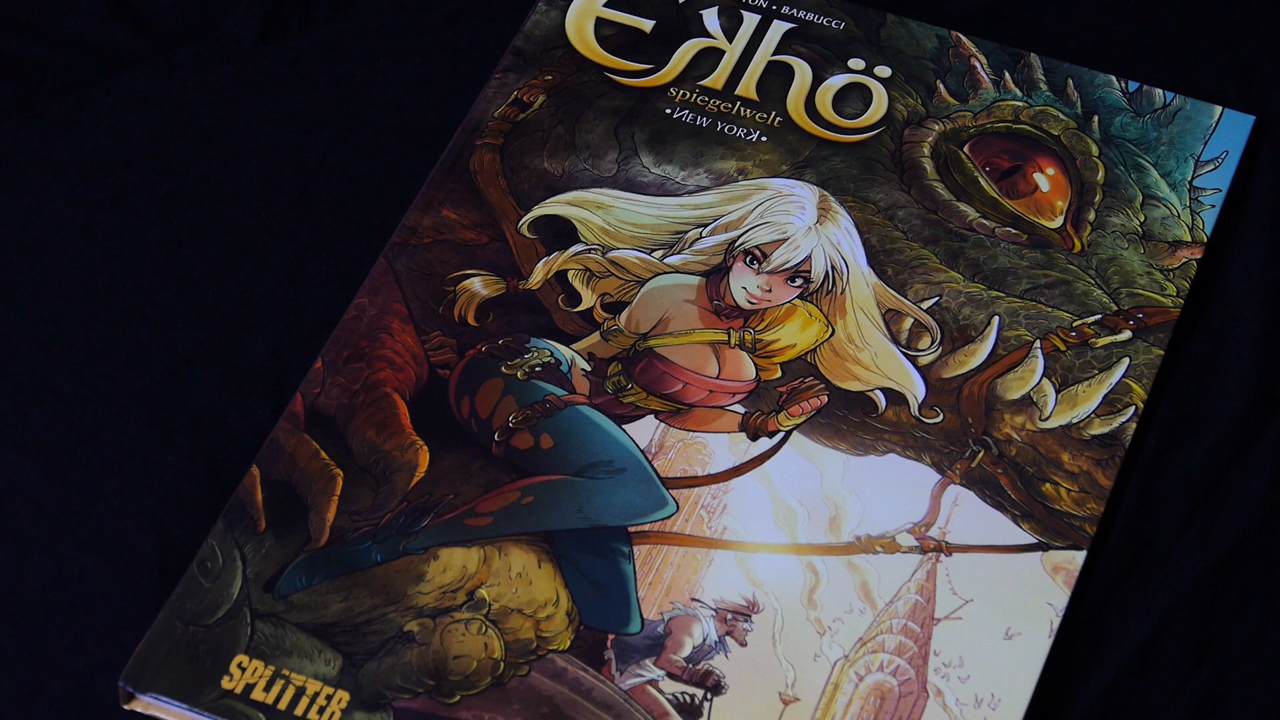 • BARBUCCI
Ekhö
spiegelwelt
•NEW YORK•
SPLITTER